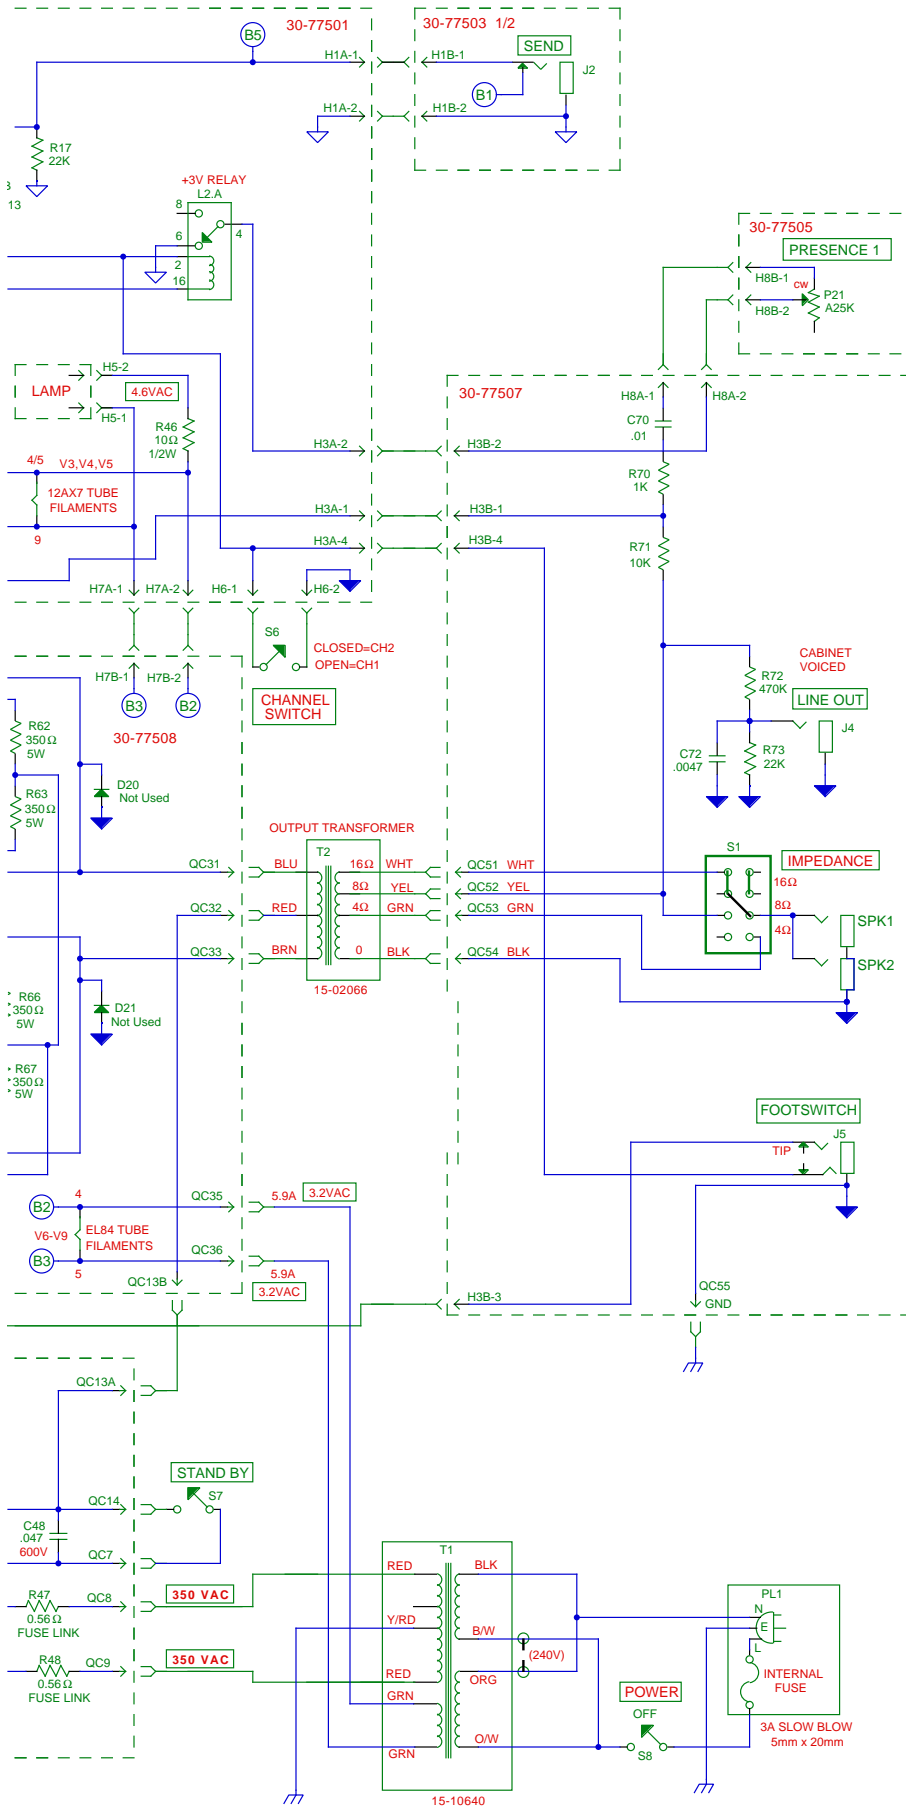 30-77501
30-77503 1/2
B5
SEND
H1A-1
H1B-1
J2
B1
H1A-2
H1B-2
R17
22K
13
+3V RELAY
L2.A
8
6
4
2
16
30-77505
PRESENCE 1
H8B-1
CW
P21
A25K
H8B-2
H5-2
LAMP
4.6VAC
H5-1
30-77507
H8A-1
H8A-2
R46
10Ω
1/2W
C70
.01
H3A-2
H3B-2
4/5
V3,V4,V5
12AX7 TUBE
FILAMENTS
9
R70
1K
H3A-1
H3B-1
H3A-4
H3B-4
R71
10K
H7A-1
H7A-2
H6-1
H6-2
S6
CLOSED=CH2
OPEN=CH1
CABINET
VOICED
H7B-1
H7B-2
B3
B2
CHANNEL
SWITCH
R72
470K
LINE OUT
J4
R62
350Ω
5W
30-77508
C72
.0047
R73
22K
D20
Not Used
R63
350Ω
5W
OUTPUT TRANSFORMER
T2
S1
IMPEDANCE
QC31
BLU
16Ω
WHT
QC51
WHT
16Ω
8Ω
YEL
QC52
YEL
QC32
RED
4Ω
GRN
QC53
GRN
8Ω
4Ω
SPK1
QC33
BRN
0
BLK
QC54
BLK
SPK2
15-02066
R66
350Ω
5W
D21
Not Used
R67
350Ω
5W
FOOTSWITCH
J5
TIP
B2
4
QC35
5.9A
3.2VAC
V6-V9
EL84 TUBE
FILAMENTS
B3
5
QC36
5.9A
3.2VAC
QC13B
H3B-3
QC55
GND
QC13A
STAND BY
S7
QC14
C48
.047
600V
QC7
T1
RED
BLK
R47
0.56Ω
FUSE LINK
QC8
350 VAC
PL1
N
Y/RD
B/W
E
(240V)
L
R48
0.56Ω
FUSE LINK
QC9
350 VAC
RED
ORG
INTERNAL
FUSE
GRN
POWER
OFF
3A SLOW BLOW
5mm x 20mm
GRN
O/W
S8
15-10640